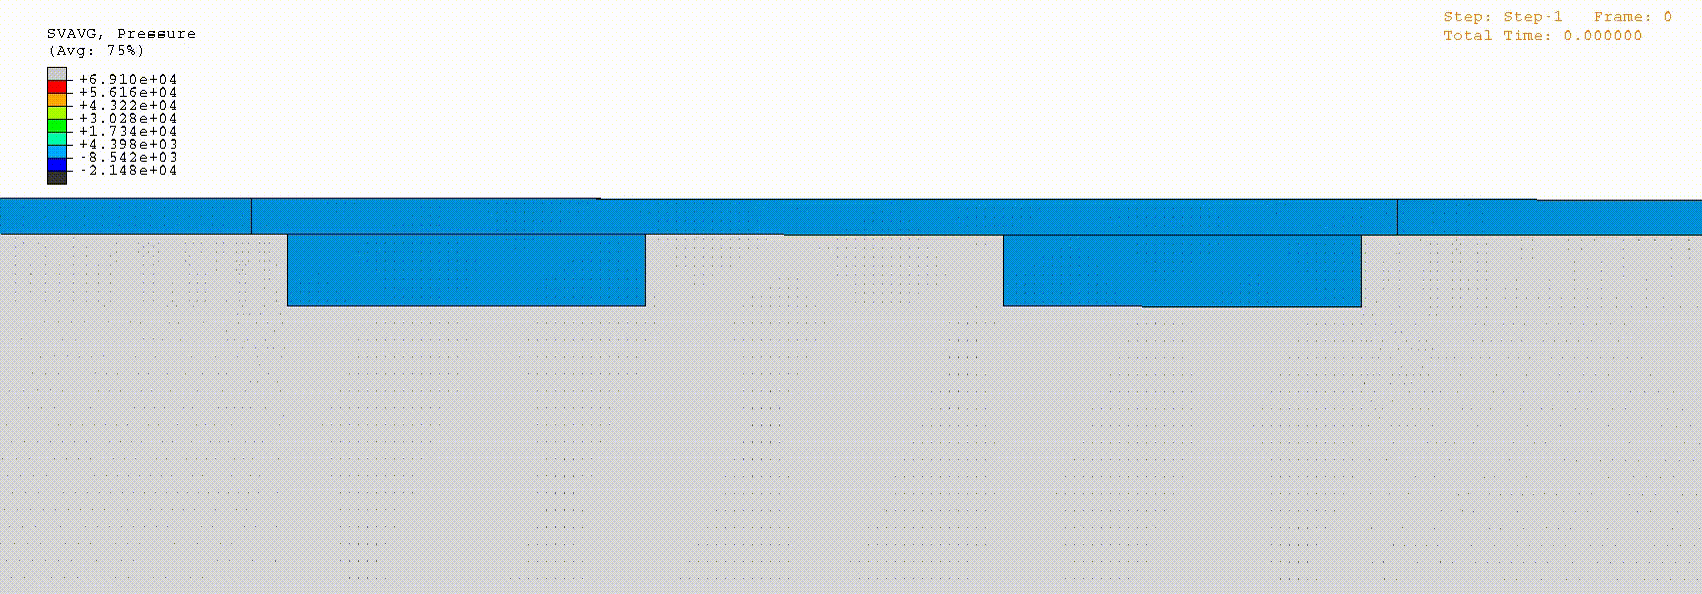 SVAVG, Pressure
(Avg: 75%)
+6.910e+04
+5.616e+04
+4.322e+04
+3.028e+04
+1.734e+04
+4.398e+03
-8.542e+03
-2.148e+04
Step: Step-1 Frame: 0
Total Time: 0.000000